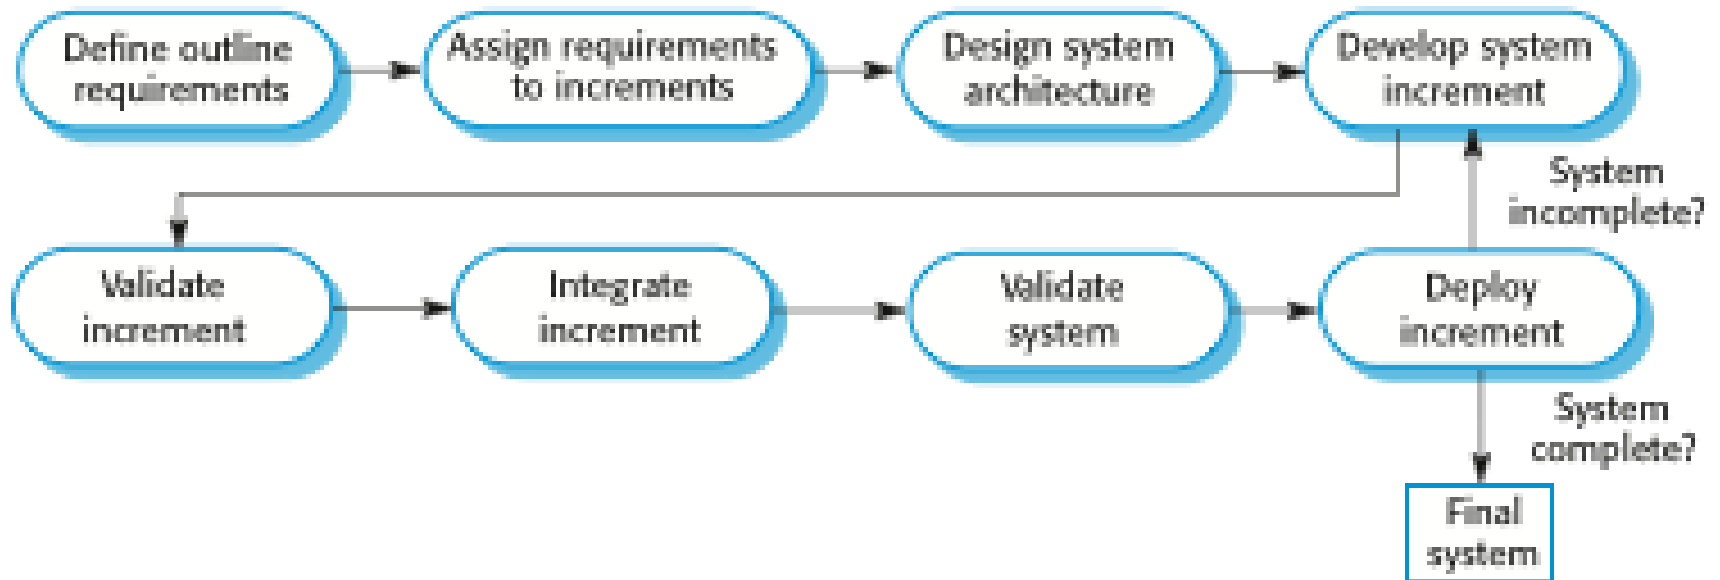 Define outline
requirements
Assign requirements
to increments
Design system
architecture
Develop system
increment
System
incomplete?
Validate
increment
Integrate
increment
Validate
system
Deploy
increment
System
complete?
Final
system